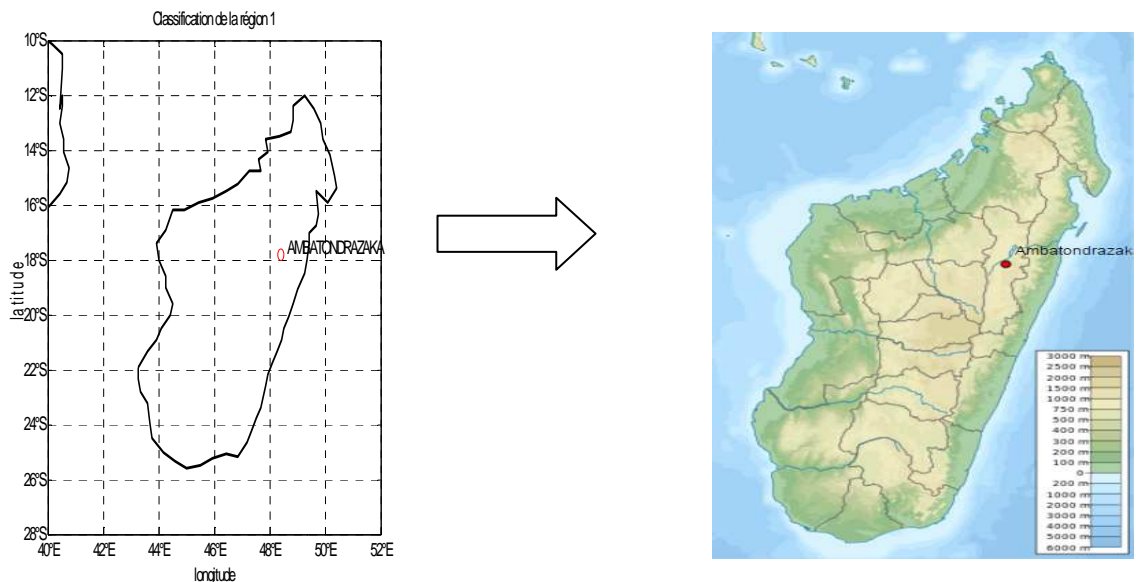 Classification de la région 1
10°S
12°S
14°S
16°S
18°S
20°S
22°S
24°S
26°S
28°S
latitude
AMBATONDRAZAKA
40°E
42°E
44°E
46°E
48°E
50°E
52°E
longitude
Ambatondrazak
3000 m
2500 m
2000 m
1500 m
1000 m
750 m
500 m
400 m
300 m
200 m
100 m
0
200 m
1000 m
2000 m
3000 m
4000 m
5000 m
6000 m